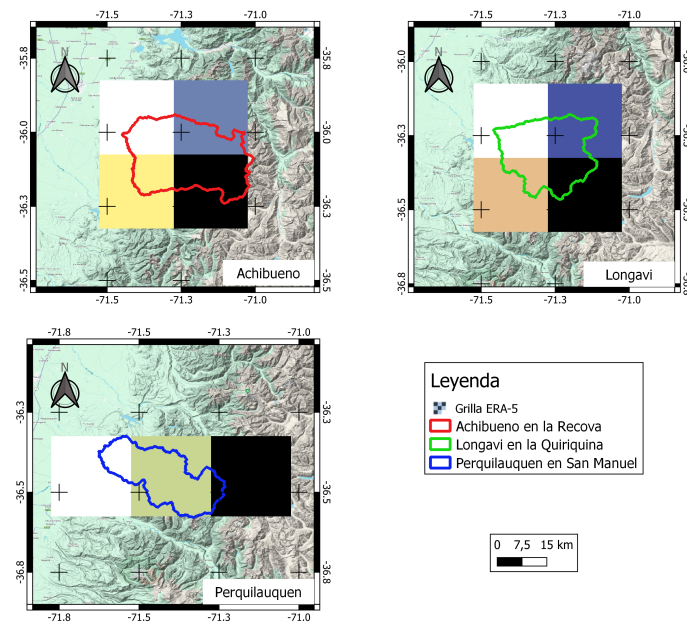 -71.5 -71.3 -71.0
-35.8 -35.8
N
-36.0 -36.0
-36.3 -36.3
Achibueno
-36.5 -36.5
-71.5 -71.3 -71.0
-71.5 -71.3 -71.0
-36.0
N
-36.3
-36.5
Longavi
-36.8
-71.5 -71.3 -71.0
-71.8 -71.5 -71.3 -71.0
N
-36.3 -36.3
-36.5 -36.5
-36.8 -36.8
Perquilauquen
-71.8 -71.5 -71.3 -71.0
Leyenda
Grilla ERA-5
Achibueno en la Recova
Longavi en la Quiriquina
Perquilauquen en San Manuel
0 7,5 15 km